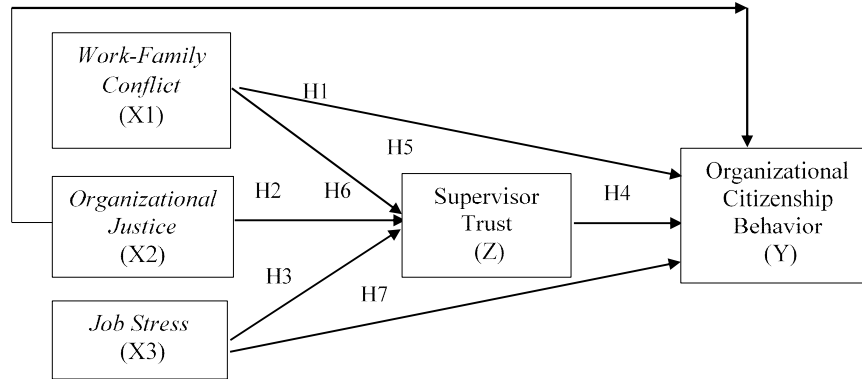 Work-Family
Conflict
(X1)
H1
H5
Organizational
Justice
(X2)
H2
H6
Supervisor
Trust
(Z)
H4
Organizational
Citizenship
Behavior
(Y)
H3
H7
Job Stress
(X3)